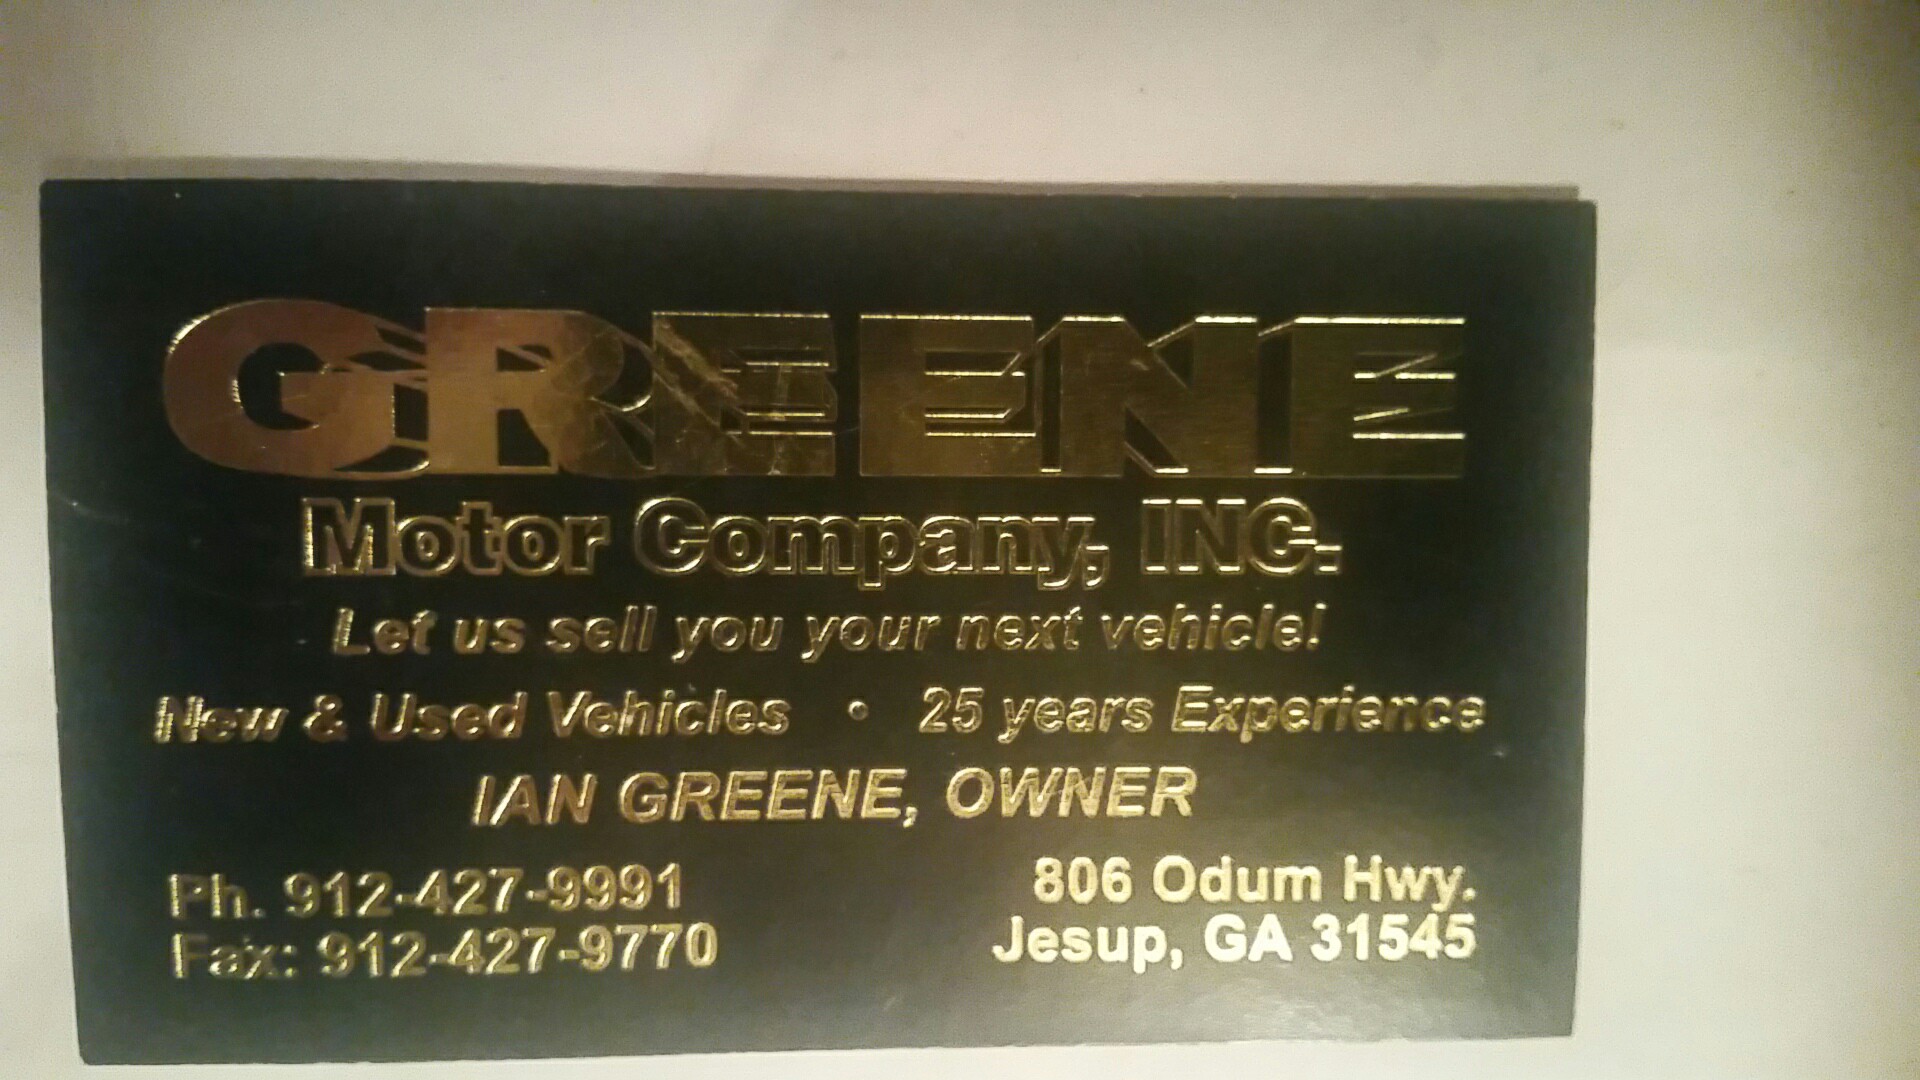 GREENE
Motor Company, INC.
Let us sell you your next vehicle!
New & Used Vehicles • 25 years Experience
IAN GREENE, OWNER
Ph. 912-427-9991
Fax: 912-427-9770
806 Odum Hwy.
Jesup, GA 31545